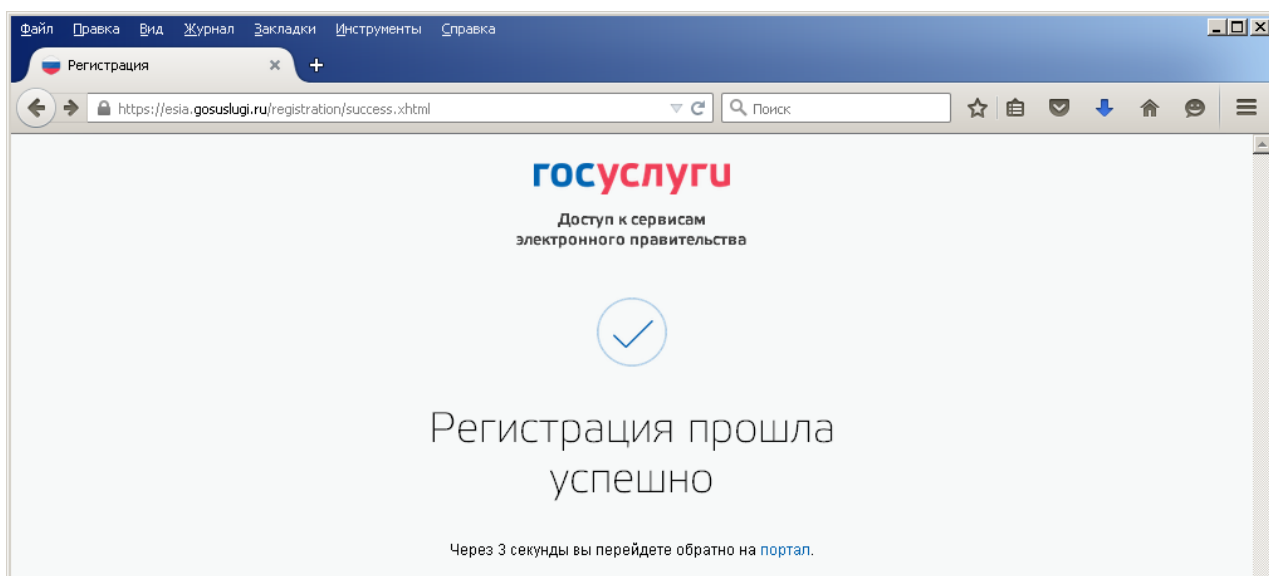 Файл Правка Вид Журнал Закладки Инструменты Справка
Регистрация
https://esia.gosuslugi.ru/registration/success.xhtml Поиск
госуслуги
Доступ к сервисам
электронного правительства
Регистрация прошла
успешно
Через 3 секунды вы перейдете обратно на портал.